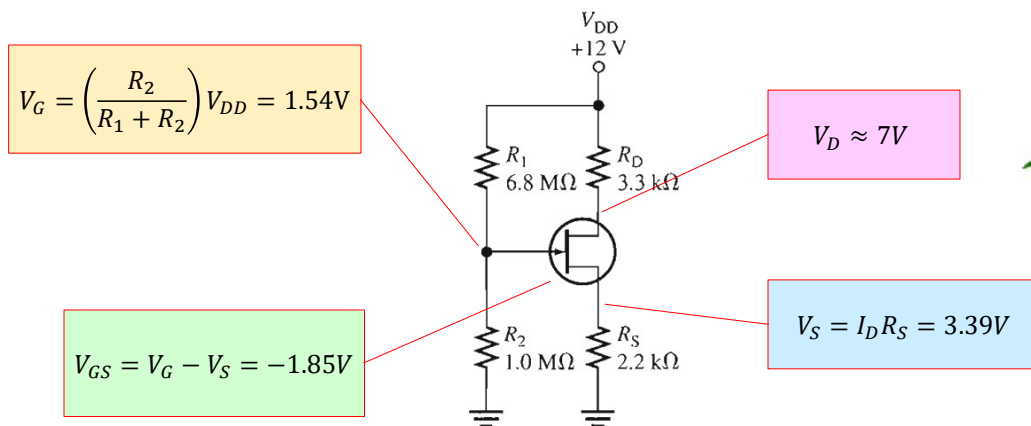 V_DD
+12 V
V_G = (R_2 / (R_1 + R_2)) V_DD = 1.54V
V_D ≈ 7V
R_1
6.8 MΩ
R_D
3.3 kΩ
V_GS = V_G − V_S = −1.85V
R_2
1.0 MΩ
R_S
2.2 kΩ
V_S = I_D R_S = 3.39V